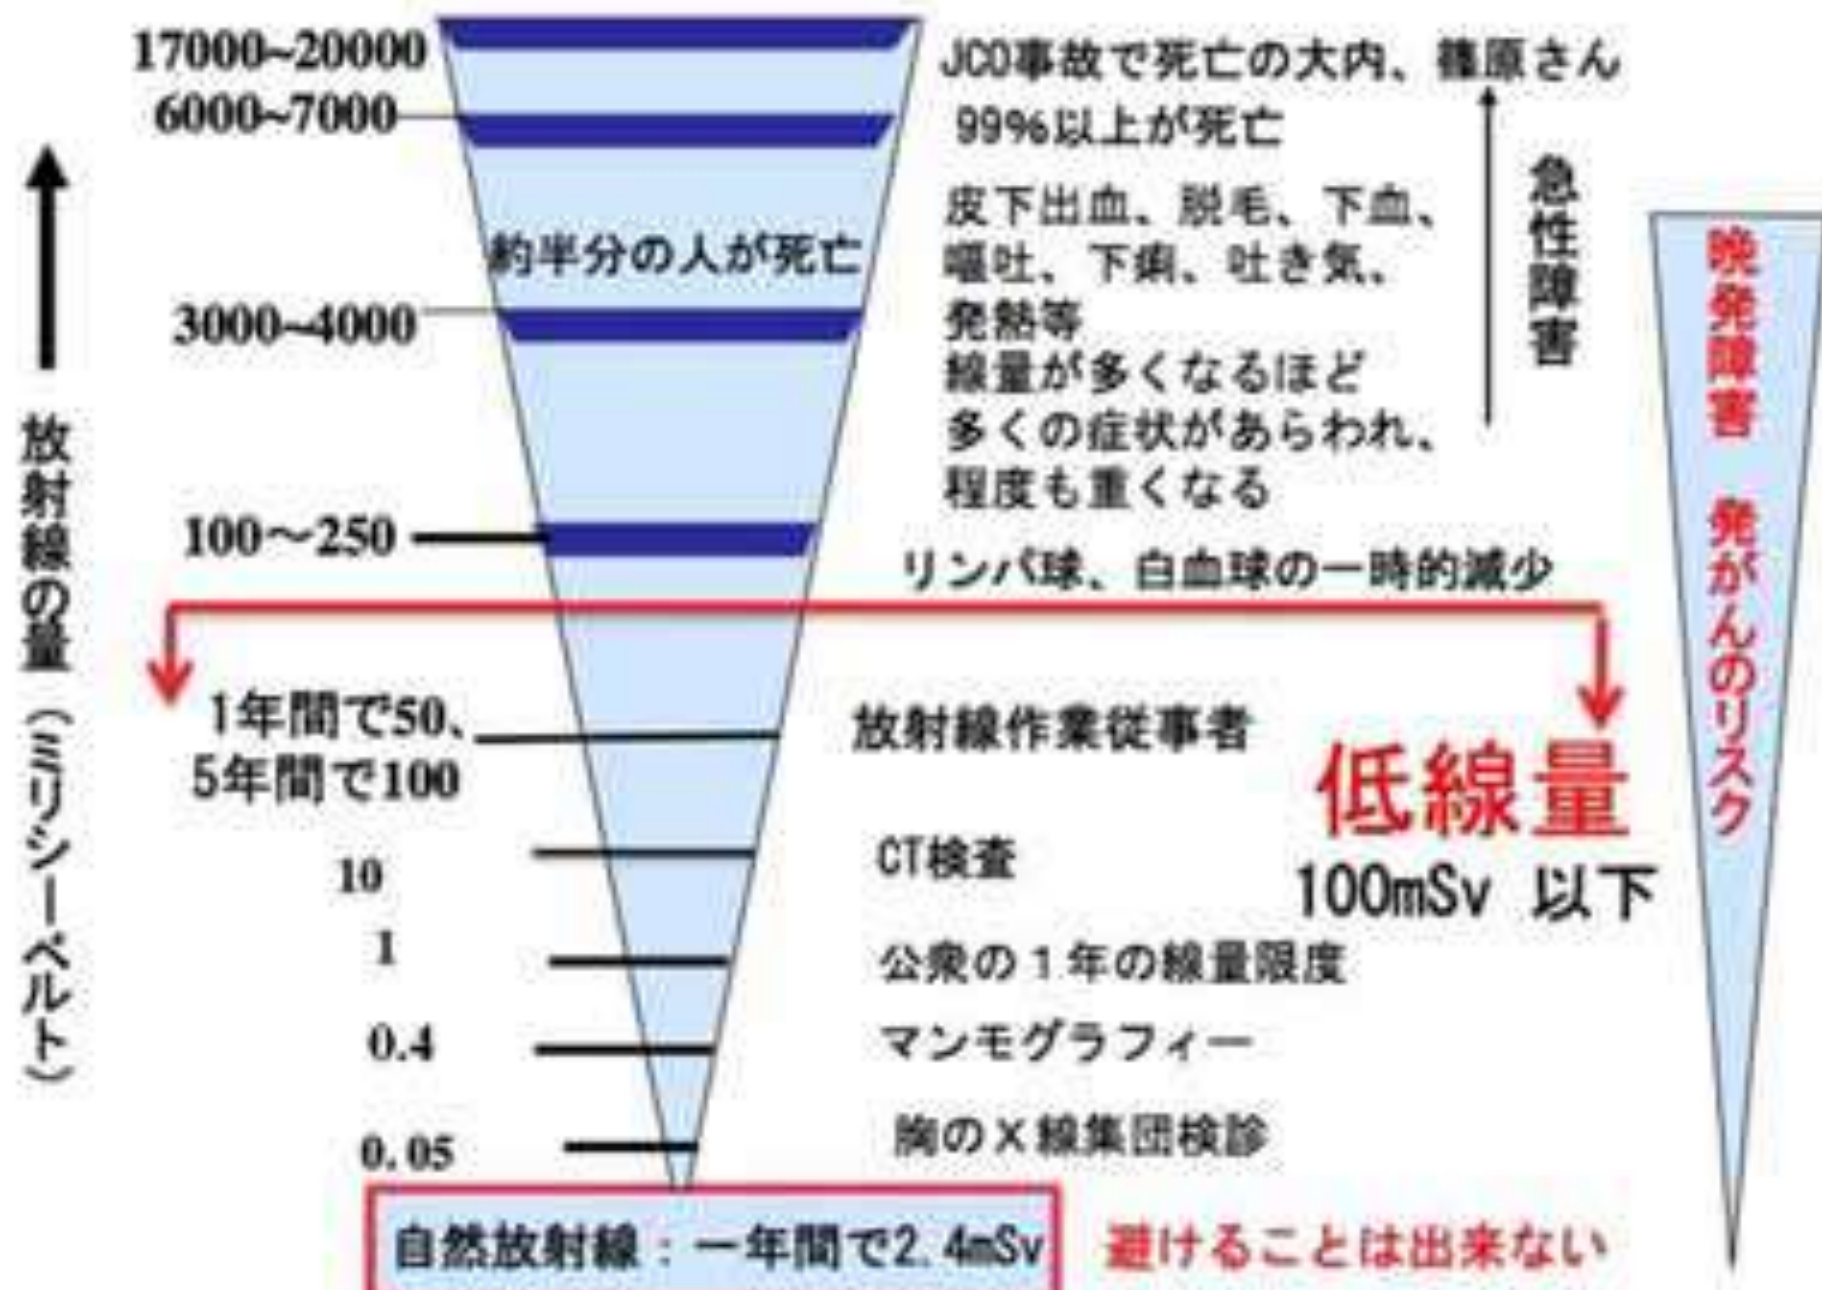 17000~20000
JCO事故で死亡の大内、篠原さん
6000~7000
99%以上が死亡
急性障害
皮下出血、脱毛、下血、
嘔吐、下痢、吐き気、
発熱等
線量が多くなるほど
多くの症状があらわれ、
程度も重くなる
約半分の人が死亡
3000~4000
100～250
リンパ球、白血球の一時的減少
放射線の量（ミリシーベルト）
晩発障害 発がんのリスク
1年間で50、
5年間で100
放射線作業従事者
低線量
100mSv 以下
10
CT検査
1
公衆の1年の線量限度
0.4
マンモグラフィー
0.05
胸のX線集団検診
自然放射線：一年間で2.4mSv
避けることは出来ない